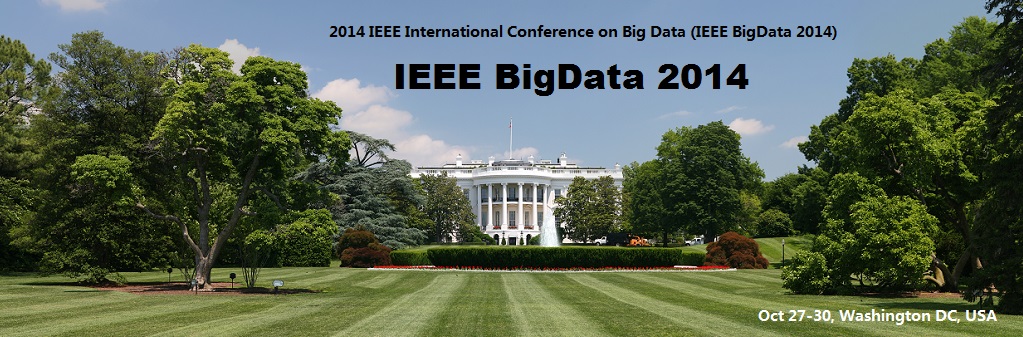 2014 IEEE International Conference on Big Data (IEEE BigData 2014)
IEEE BigData 2014
Oct 27-30, Washington DC, USA